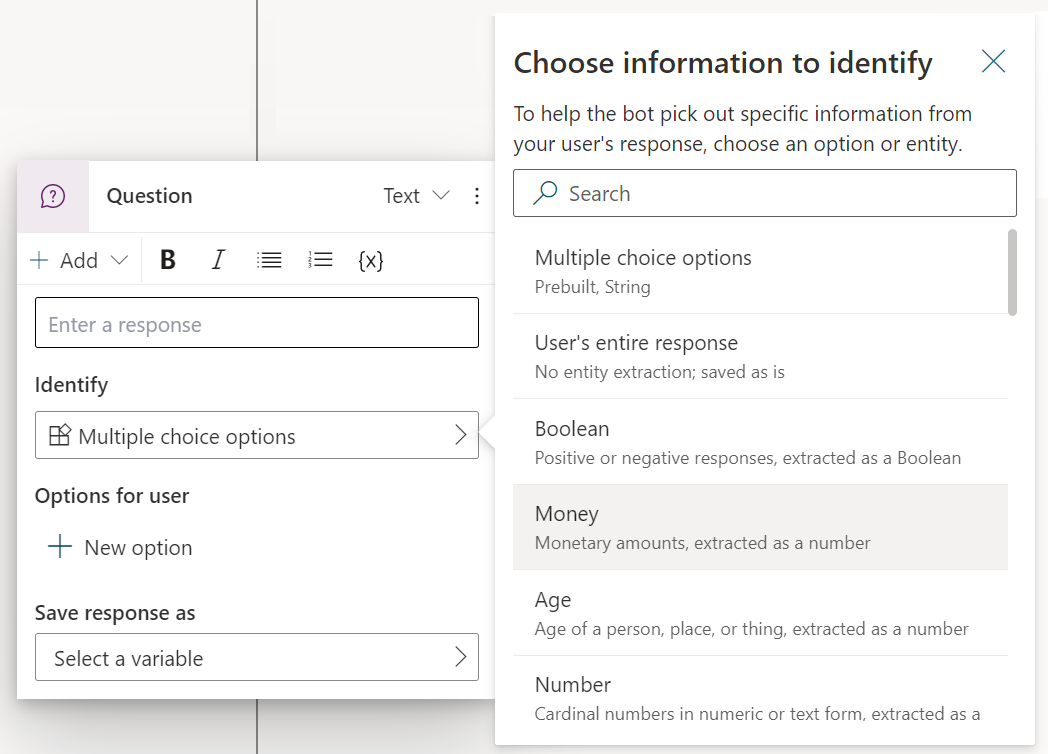 Question
Text
Add
B
I
{x}
Enter a response
Identify
Multiple choice options
Options for user
New option
Save response as
Select a variable
Choose information to identify
To help the bot pick out specific information from
your user's response, choose an option or entity.
Search
Multiple choice options
Prebuilt, String
User's entire response
No entity extraction; saved as is
Boolean
Positive or negative responses, extracted as a Boolean
Money
Monetary amounts, extracted as a number
Age
Age of a person, place, or thing, extracted as a number
Number
Cardinal numbers in numeric or text form, extracted as a